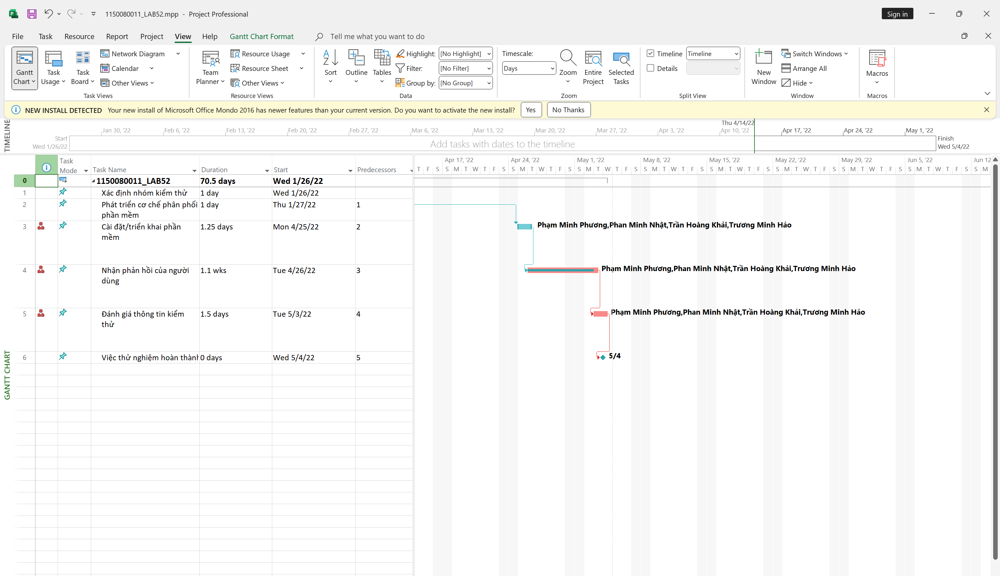 1150080011_LAB52.mpp - Project Professional
Sign in
File Task Resource Report Project View Help Gantt Chart Format Tell me what you want to do
Gantt Chart
Task Usage
Task Board
Network Diagram
Calendar
Other Views
Task Views
Team Planner
Resource Usage
Resource Sheet
Other Views
Resource Views
Sort
Outline
Tables
Highlight: [No Highlight]
Filter: [No Filter]
Group by: [No Group]
Data
Timescale:
Days
Zoom
Entire Project
Selected Tasks
Zoom
Timeline Timeline
Details
Split View
New Window
Switch Windows
Arrange All
Hide
Window
Macros
Macros
NEW INSTALL DETECTED Your new install of Microsoft Office Mondo 2016 has newer features than your current version. Do you want to activate the new install? Yes No Thanks
TIMELINE
Thu 4/14/22
Jan 30, '22 Feb 6, '22 Feb 13, '22 Feb 20, '22 Feb 27, '22 Mar 6, '22 Mar 13, '22 Mar 20, '22 Mar 27, '22 Apr 3, '22 Apr 10, '22 Apr 17, '22 Apr 24, '22 May 1, '22
Start
Wed 1/26/22
Add tasks with dates to the timeline
Finish
Wed 5/4/22
GANTT CHART
Task Mode Task Name Duration Start Predecessors
Apr 17, '22 Apr 24, '22 May 1, '22 May 8, '22 May 15, '22 May 22, '22 May 29, '22 Jun 5, '22 Jun 12
T F S S M T W T F S S M T W T F S S M T W T F S S M T W T F S S M T W T F S S M T W T F S S M T W T F S S M T W T F S S M
0 1150080011_LAB52 70.5 days Wed 1/26/22
1 Xác định nhóm kiểm thử 1 day Wed 1/26/22
2 Phát triển cơ chế phân phối 1 day Thu 1/27/22 1
phần mềm
3 Cài đặt/triển khai phần 1.25 days Mon 4/25/22 2 Phạm Minh Phương,Phan Minh Nhật,Trần Hoàng Khải,Trương Minh Hảo
mềm
4 Nhận phản hồi của người 1.1 wks Tue 4/26/22 3 Phạm Minh Phương,Phan Minh Nhật,Trần Hoàng Khải,Trương Minh Hảo
dùng
5 Đánh giá thông tin kiểm 1.5 days Tue 5/3/22 4 Phạm Minh Phương,Phan Minh Nhật,Trần Hoàng Khải,Trương Minh Hảo
thử
6 Việc thử nghiệm hoàn thành 0 days Wed 5/4/22 5 5/4